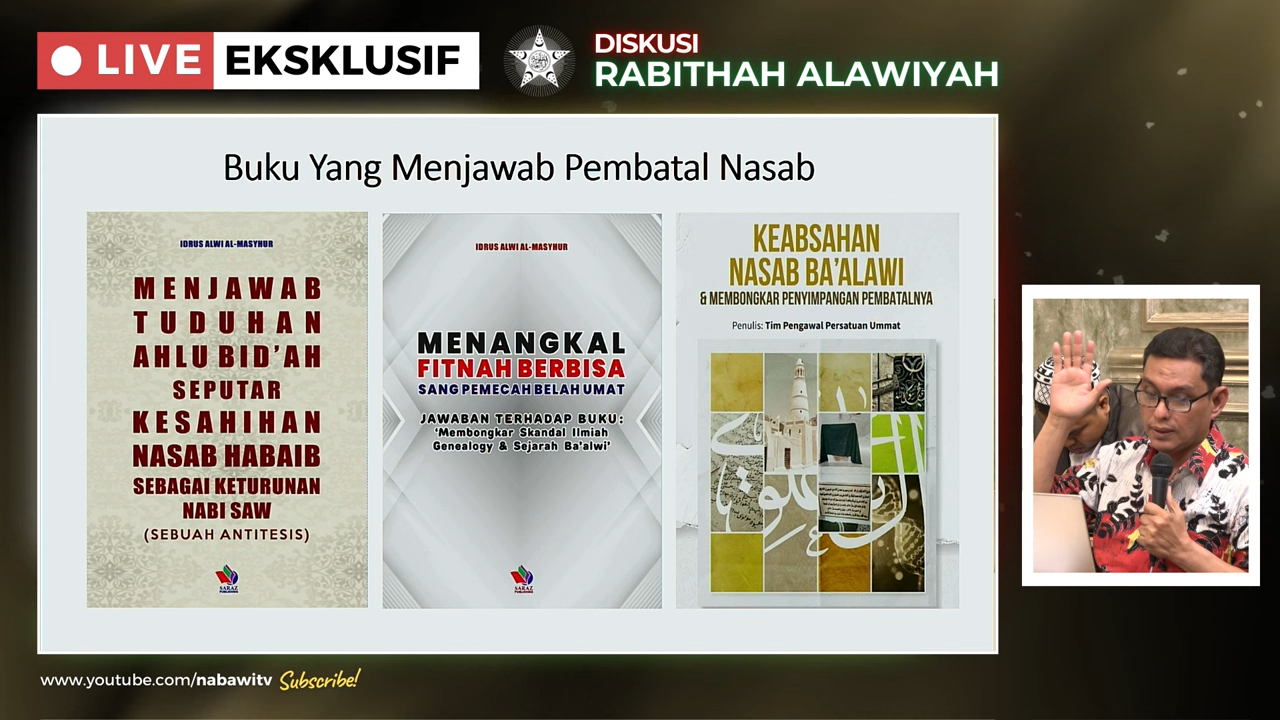 LIVE EKSKLUSIF
DISKUSI
RABITHAH ALAWIYAH
Buku Yang Menjawab Pembatal Nasab
IDRUS ALWI AL-MASYHUR
MENJAWAB
TUDUHAN
AHLU BID'AH
SEPUTAR
KESAHIHAN
NASAB HABAIB
SEBAGAI KETURUNAN
NABI SAW
(SEBUAH ANTITESIS)
SARAZ
PUBLISHING
IDRUS ALWI AL-MASYHUR
MENANGKAL
FITNAH BERBISA
SANG PEMECAH BELAH UMAT
JAWABAN TERHADAP BUKU:
'Membongkar Skandal Ilmiah
Genealogy & Sejarah Ba'alwi'
SARAZ
PUBLISHING
KEABSAHAN
NASAB BA'ALAWI
& MEMBONGKAR PENYIMPANGAN PEMBATALNYA
Penulis: Tim Pengawal Persatuan Ummat
www.youtube.com/nabawitv Subscribe!